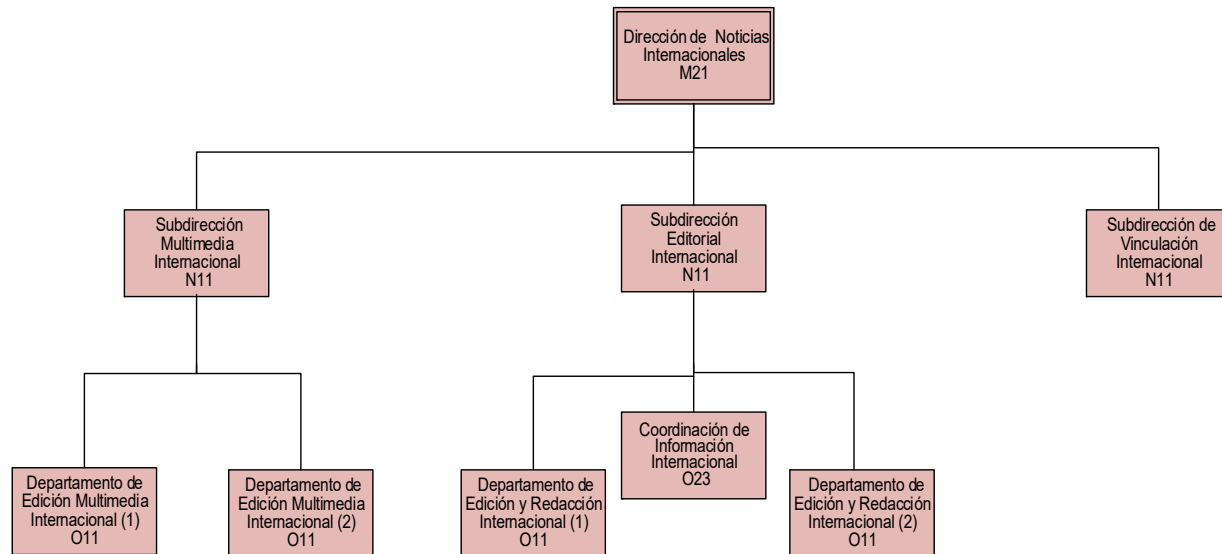 Dirección de Noticias
Internacionales
M21
Subdirección
Multimedia
Internacional
N11
Subdirección
Editorial
Internacional
N11
Subdirección de
Vinculación
Internacional
N11
Departamento de
Edición Multimedia
Internacional (1)
O11
Departamento de
Edición Multimedia
Internacional (2)
O11
Departamento de
Edición y Redacción
Internacional (1)
O11
Coordinación de
Información
Internacional
O23
Departamento de
Edición y Redacción
Internacional (2)
O11